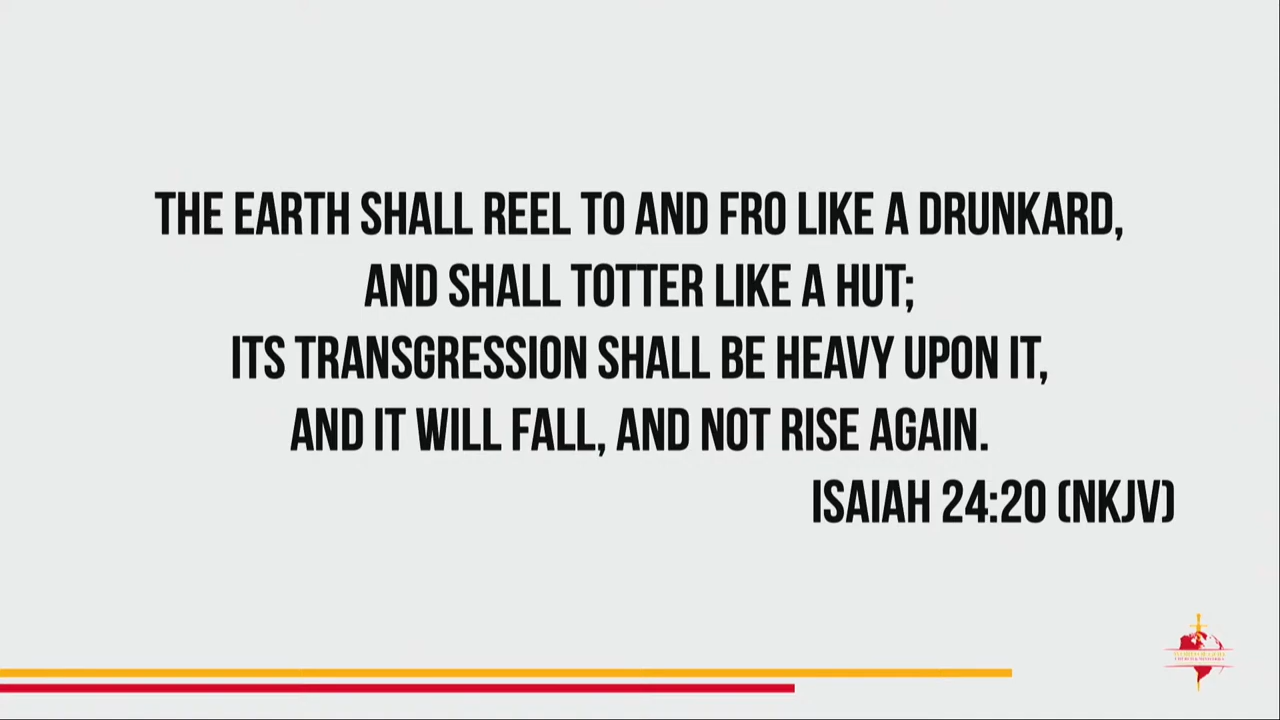 THE EARTH SHALL REEL TO AND FRO LIKE A DRUNKARD,
AND SHALL TOTTER LIKE A HUT;
ITS TRANSGRESSION SHALL BE HEAVY UPON IT,
AND IT WILL FALL, AND NOT RISE AGAIN.
ISAIAH 24:20 (NKJV)